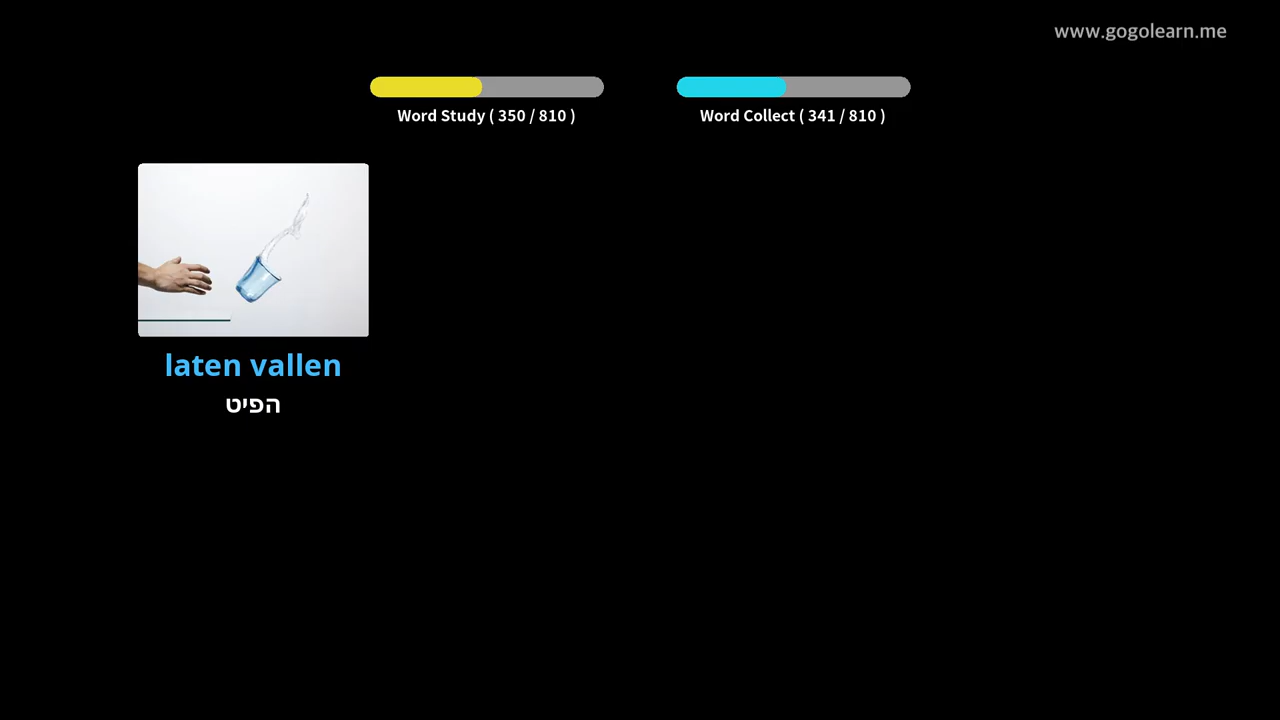 www.gogolearn.me
Word Study ( 350 / 810 )
Word Collect ( 341 / 810 )
laten vallen
הפיט